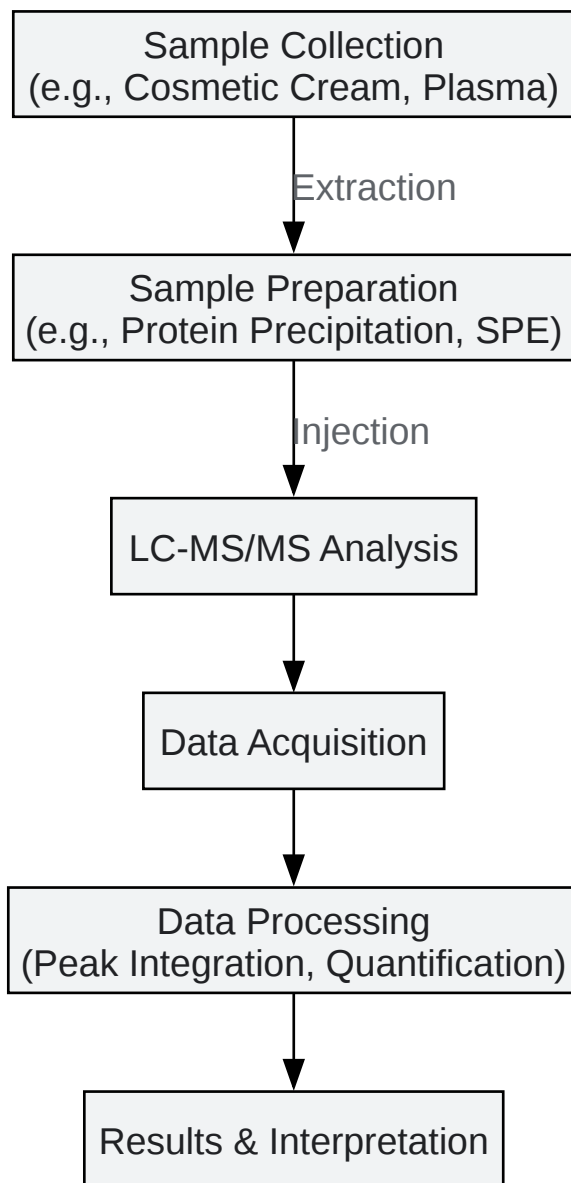 Sample Collection
(e.g., Cosmetic Cream, Plasma)
Extraction
Sample Preparation
(e.g., Protein Precipitation, SPE)
Injection
LC-MS/MS Analysis
Data Acquisition
Data Processing
(Peak Integration, Quantification)
Results & Interpretation